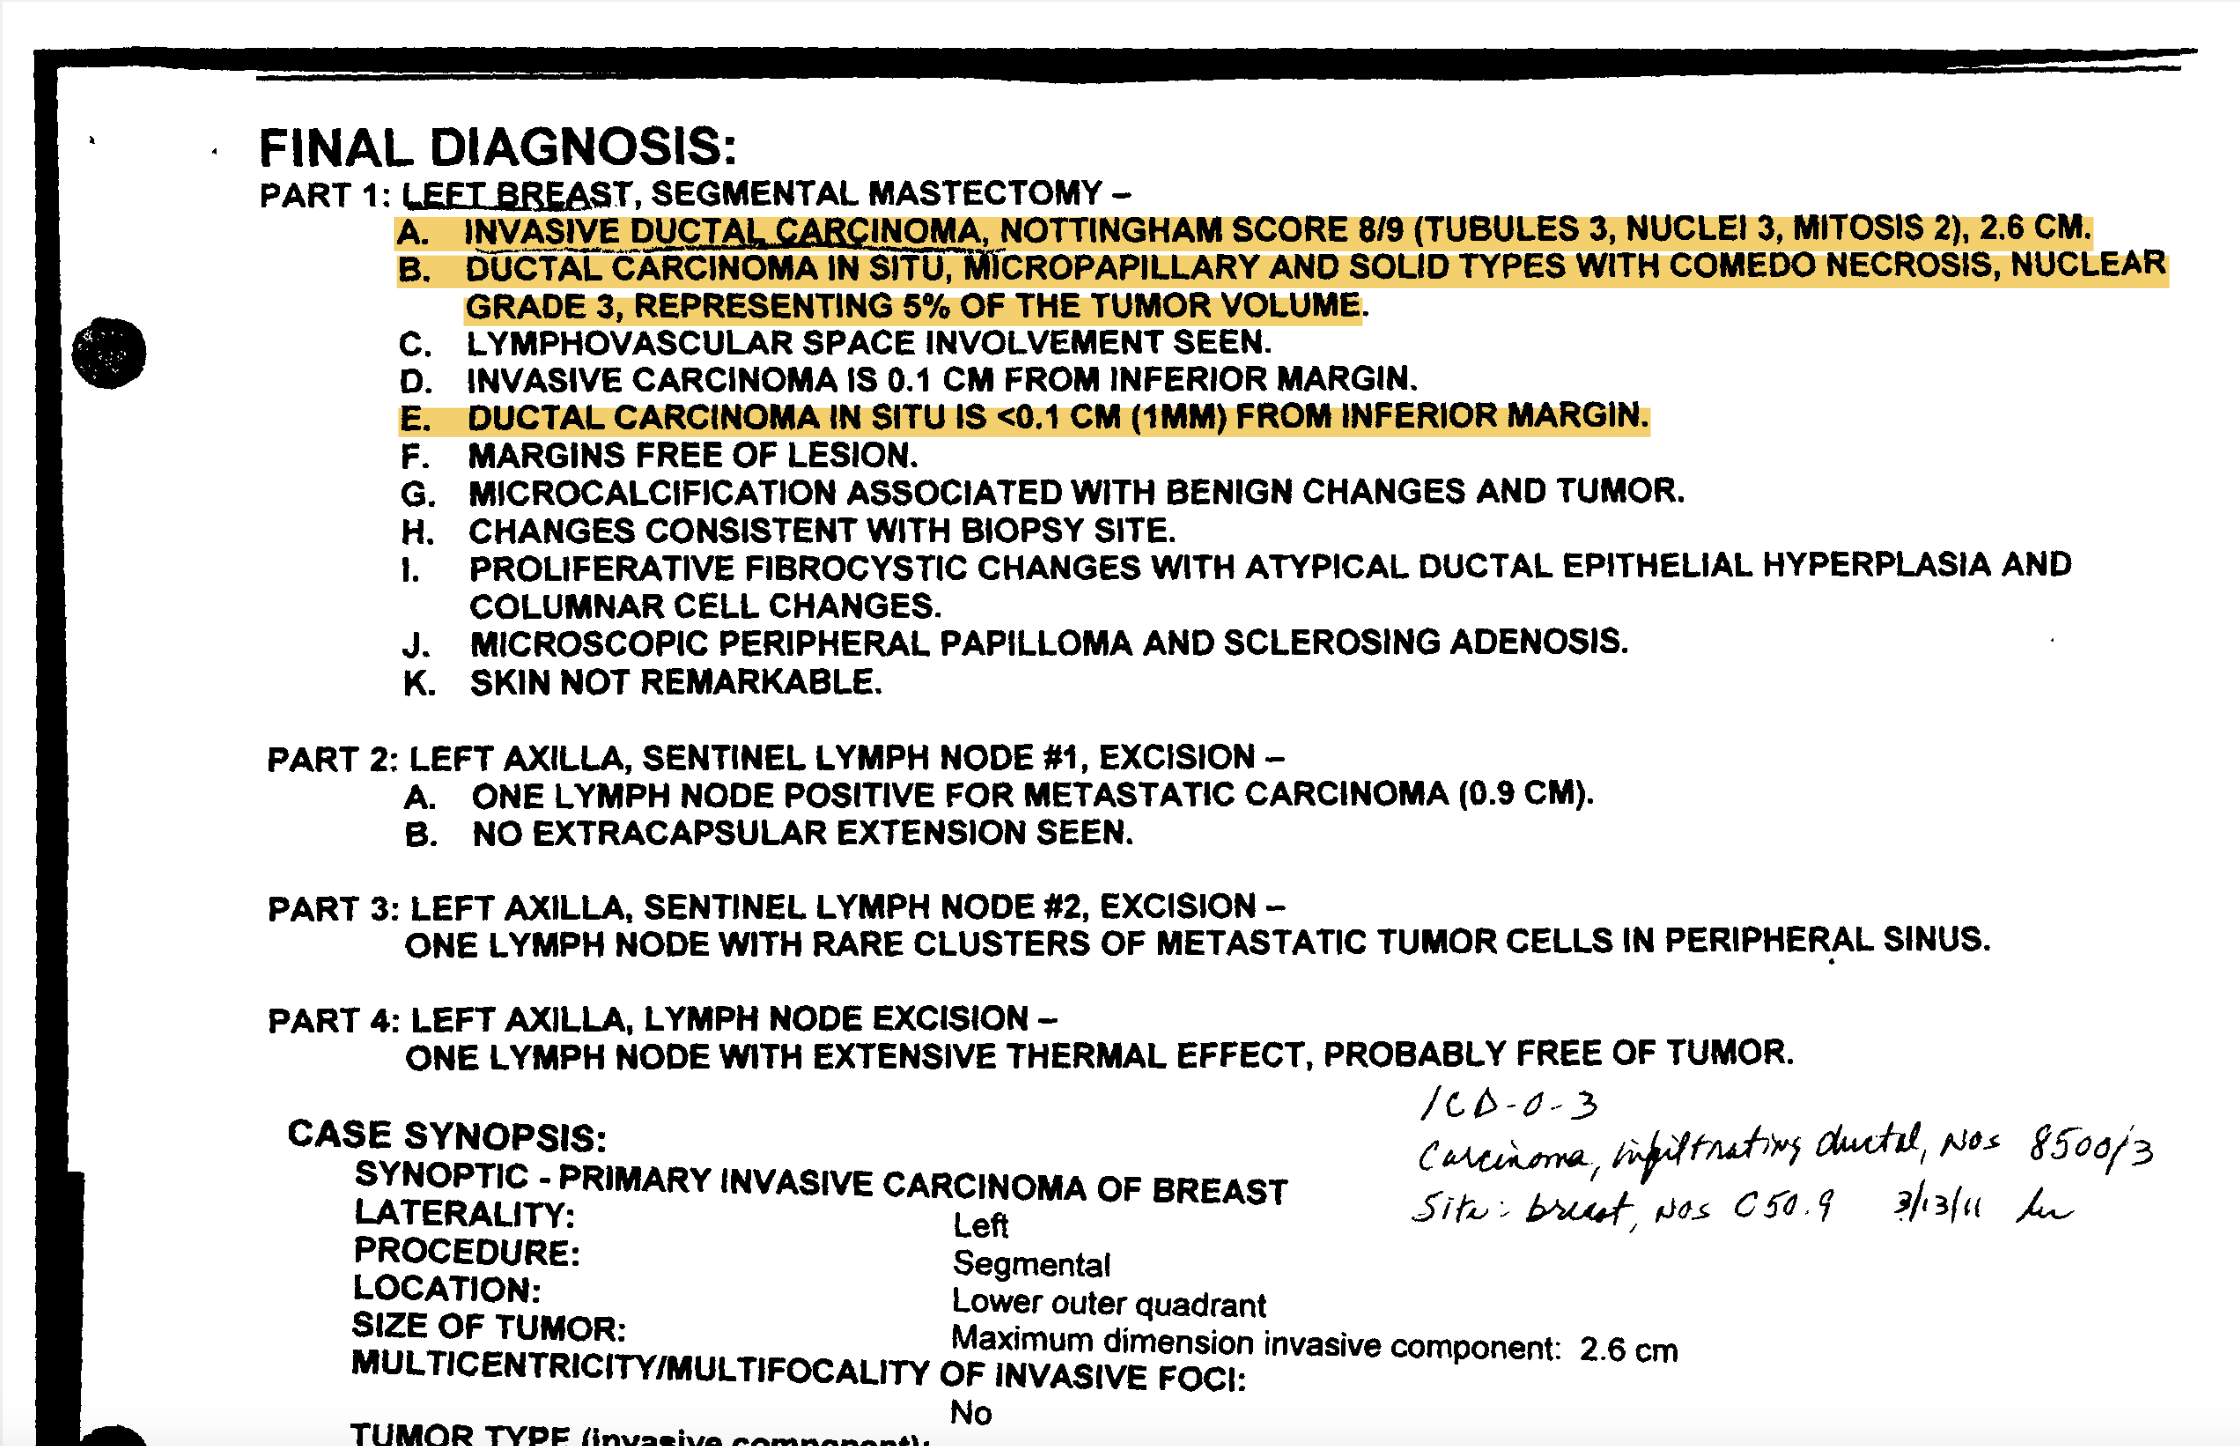 FINAL DIAGNOSIS:
PART 1: LEFT BREAST, SEGMENTAL MASTECTOMY –
A. INVASIVE DUCTAL CARCINOMA, NOTTINGHAM SCORE 8/9 (TUBULES 3, NUCLEI 3, MITOSIS 2), 2.6 CM.
B. DUCTAL CARCINOMA IN SITU, MICROPAPILLARY AND SOLID TYPES WITH COMEDO NECROSIS, NUCLEAR
GRADE 3, REPRESENTING 5% OF THE TUMOR VOLUME.
C. LYMPHOVASCULAR SPACE INVOLVEMENT SEEN.
D. INVASIVE CARCINOMA IS 0.1 CM FROM INFERIOR MARGIN.
E. DUCTAL CARCINOMA IN SITU IS <0.1 CM (1MM) FROM INFERIOR MARGIN.
F. MARGINS FREE OF LESION.
G. MICROCALCIFICATION ASSOCIATED WITH BENIGN CHANGES AND TUMOR.
H. CHANGES CONSISTENT WITH BIOPSY SITE.
I. PROLIFERATIVE FIBROCYSTIC CHANGES WITH ATYPICAL DUCTAL EPITHELIAL HYPERPLASIA AND
COLUMNAR CELL CHANGES.
J. MICROSCOPIC PERIPHERAL PAPILLOMA AND SCLEROSING ADENOSIS.
K. SKIN NOT REMARKABLE.
PART 2: LEFT AXILLA, SENTINEL LYMPH NODE #1, EXCISION –
A. ONE LYMPH NODE POSITIVE FOR METASTATIC CARCINOMA (0.9 CM).
B. NO EXTRACAPSULAR EXTENSION SEEN.
PART 3: LEFT AXILLA, SENTINEL LYMPH NODE #2, EXCISION –
ONE LYMPH NODE WITH RARE CLUSTERS OF METASTATIC TUMOR CELLS IN PERIPHERAL SINUS.
PART 4: LEFT AXILLA, LYMPH NODE EXCISION –
ONE LYMPH NODE WITH EXTENSIVE THERMAL EFFECT, PROBABLY FREE OF TUMOR.
ICD-O-3
Carcinoma, infiltrating ductal, NOS 8500/3
Site: breast, NOS C50.9 3/13/11
CASE SYNOPSIS:
SYNOPTIC - PRIMARY INVASIVE CARCINOMA OF BREAST
LATERALITY: Left
PROCEDURE: Segmental
LOCATION: Lower outer quadrant
SIZE OF TUMOR: Maximum dimension invasive component: 2.6 cm
MULTICENTRICITY/MULTIFOCALITY OF INVASIVE FOCI:
No
TUMOR TYPE (invasive component):